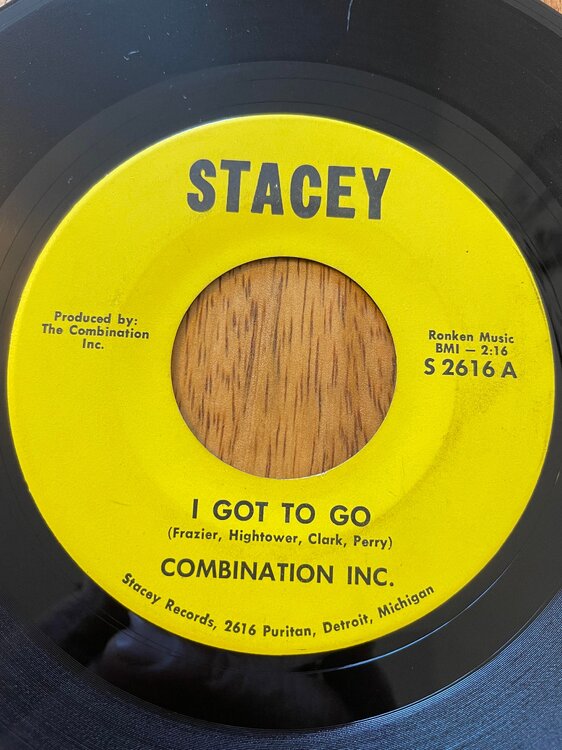 STACEY
Produced by:
The Combination
Inc.
Ronken Music
BMI — 2:16
S 2616 A
I GOT TO GO
(Frazier, Hightower, Clark, Perry)
COMBINATION INC.
Stacey Records, 2616 Puritan, Detroit, Michigan